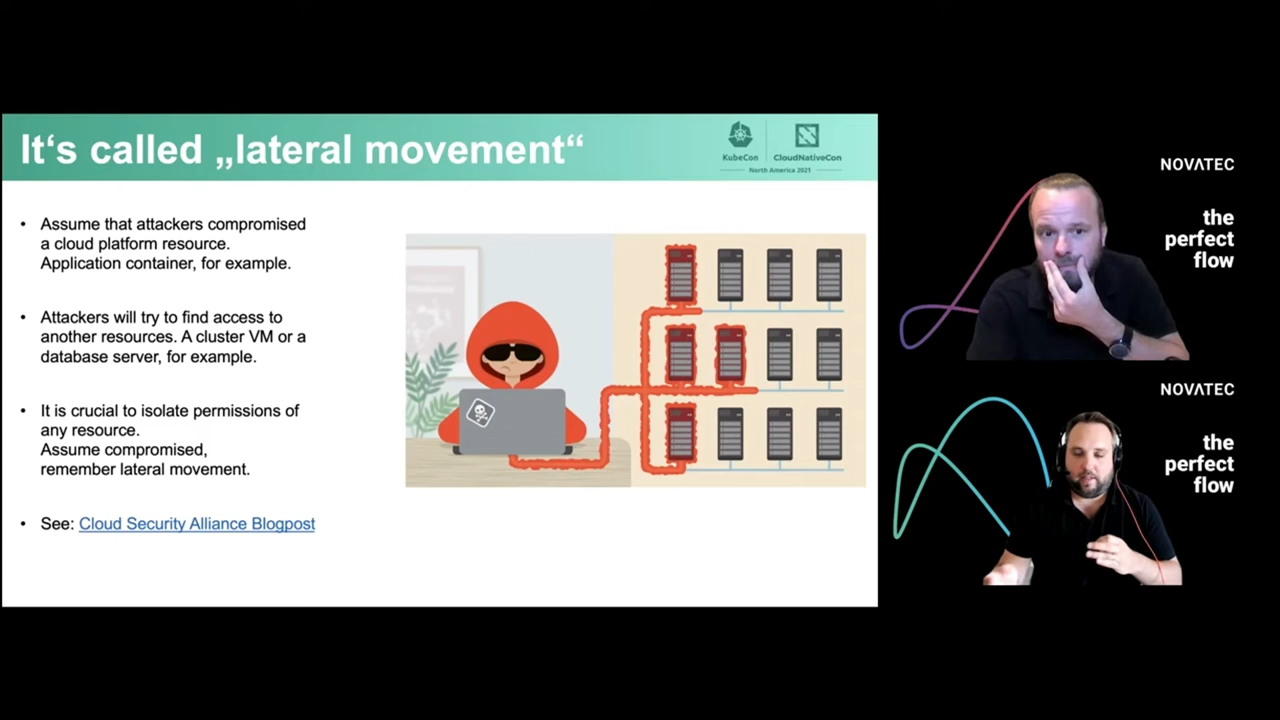 It‘s called „lateral movement“
KubeCon
CloudNativeCon
North America 2021
• Assume that attackers compromised
a cloud platform resource.
Application container, for example.
• Attackers will try to find access to
another resources. A cluster VM or a
database server, for example.
• It is crucial to isolate permissions of
any resource.
Assume compromised,
remember lateral movement.
• See: Cloud Security Alliance Blogpost
NOVATEC
the
perfect
flow
NOVATEC
the
perfect
flow